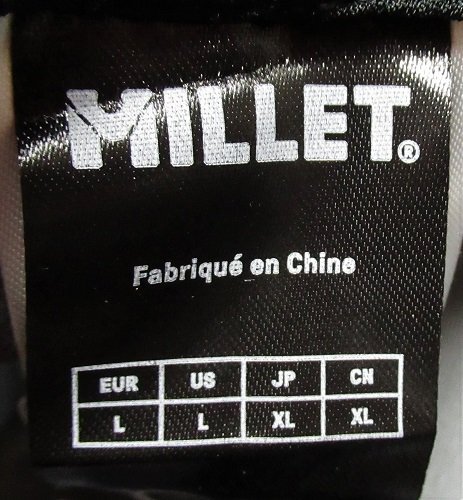 MILLET®
Fabriqué en Chine
EUR US JP CN
L L XL XL